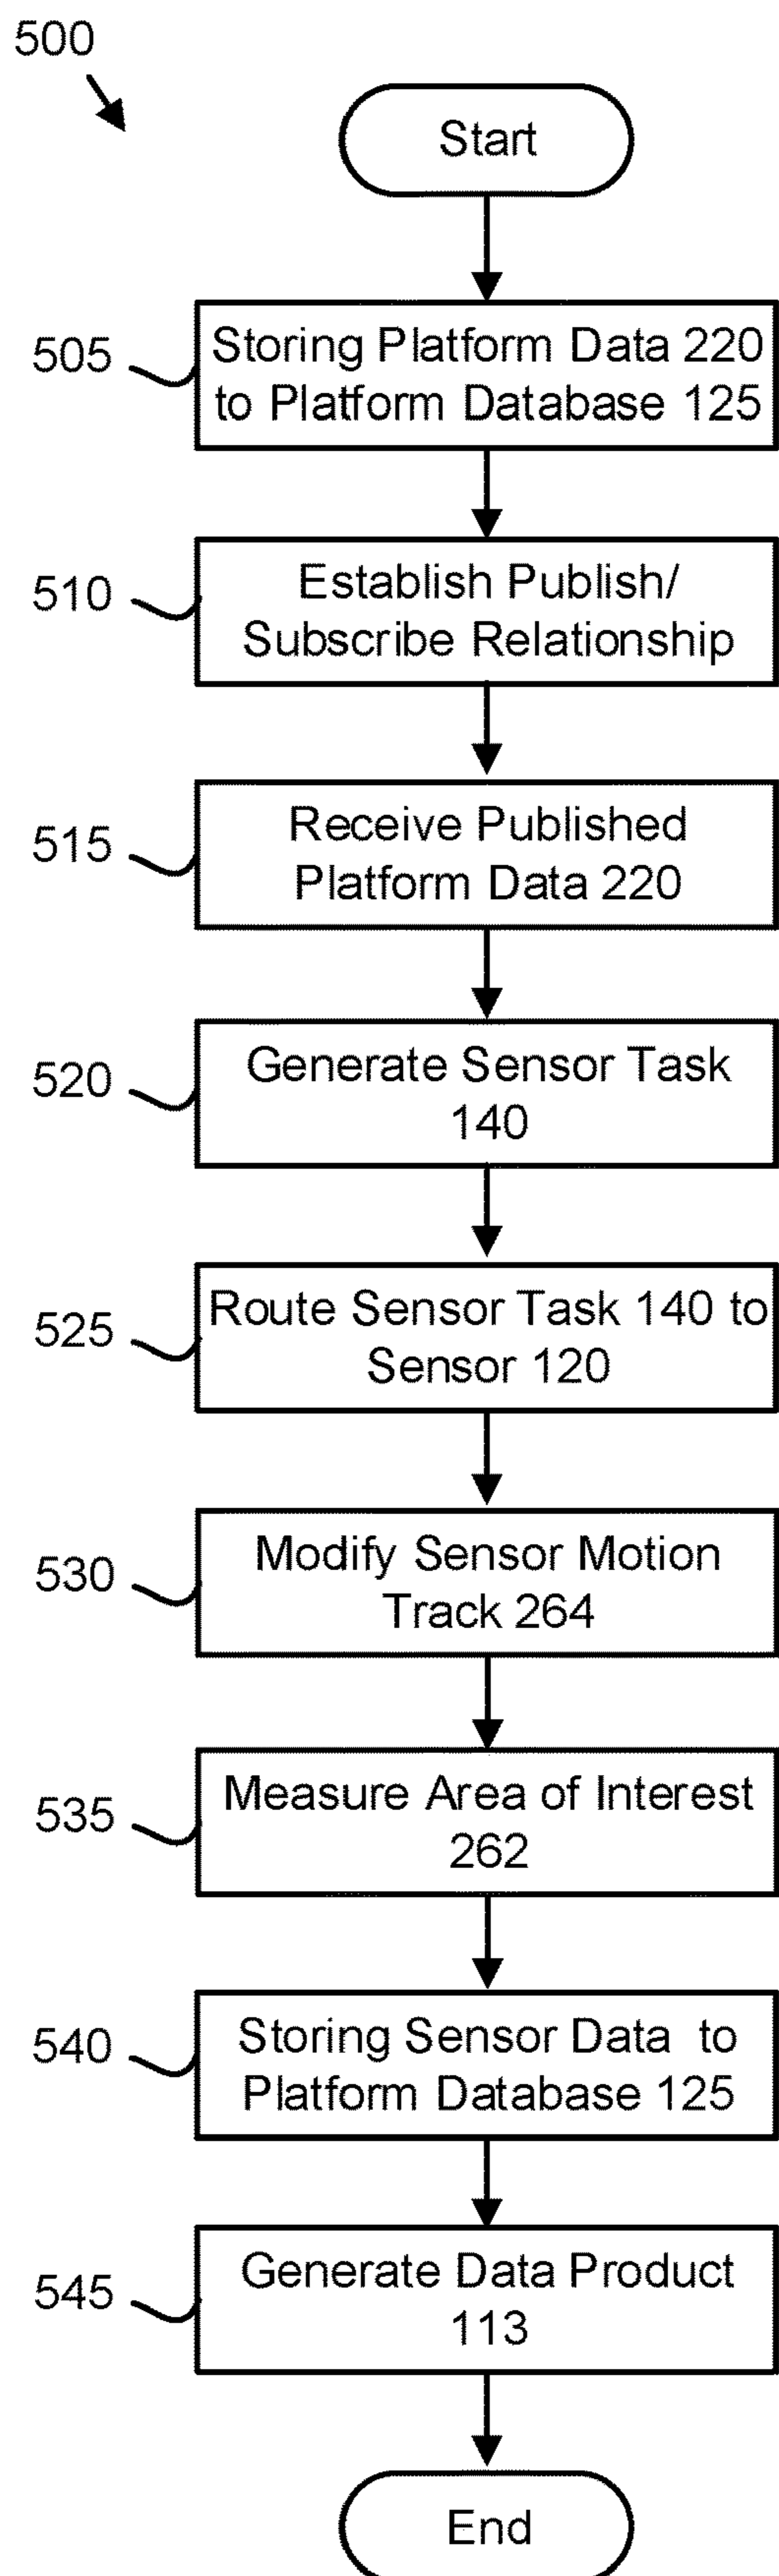 500
Start
505
Storing Platform Data 220
to Platform Database 125
510
Establish Publish/
Subscribe Relationship
515
Receive Published
Platform Data 220
520
Generate Sensor Task
140
525
Route Sensor Task 140 to
Sensor 120
530
Modify Sensor Motion
Track 264
535
Measure Area of Interest
262
540
Storing Sensor Data to
Platform Database 125
545
Generate Data Product
113
End